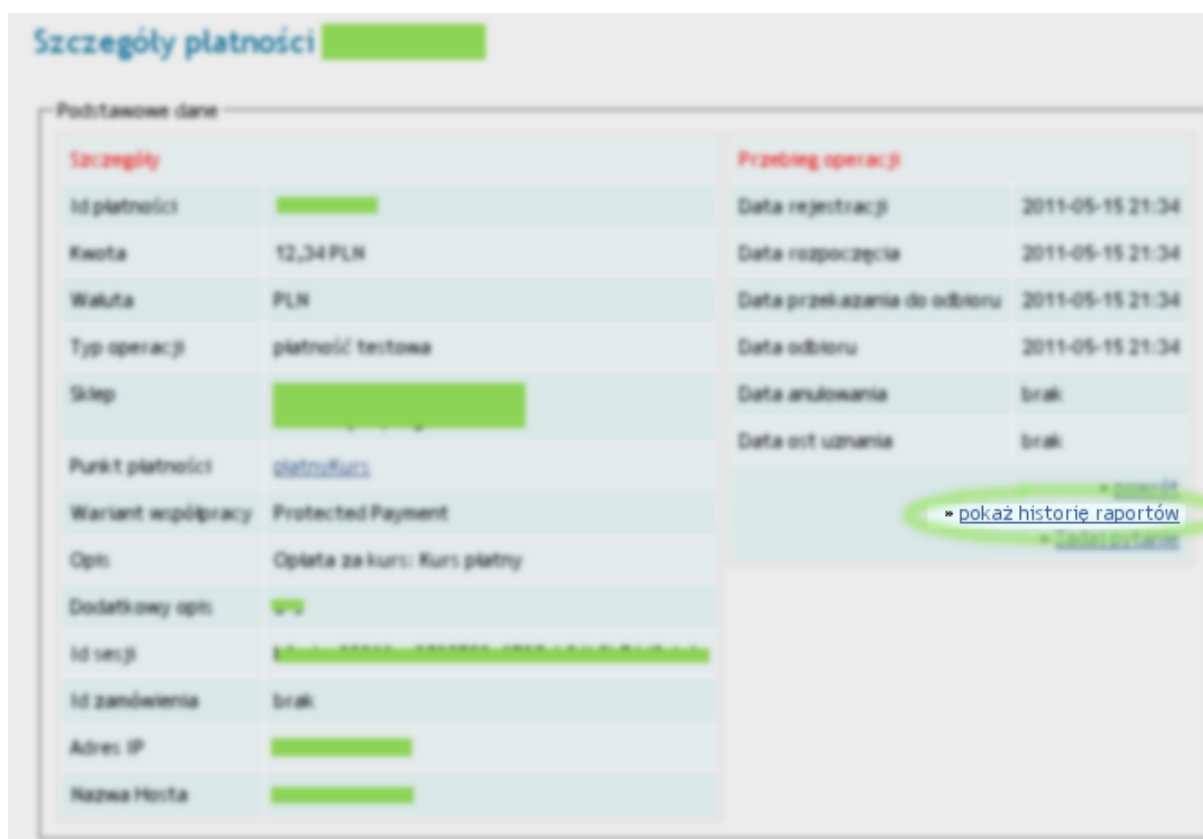 Szczegóły płatności
Podstawowe dane
Szczegóły
Id płatności
Kwota 12,34 PLN
Waluta PLN
Typ operacji płatność testowa
Sklep
Punkt płatności platnyKurs
Wariant współpracy Protected Payment
Opis Opłata za kurs: Kurs płatny
Dodatkowy opis
Id sesji
Id zamówienia brak
Adres IP
Nazwa Hosta
Przebieg operacji
Data rejestracji 2011-05-15 21:34
Data rozpoczęcia 2011-05-15 21:34
Data przekazania do odbioru 2011-05-15 21:34
Data odbioru 2011-05-15 21:34
Data anulowania brak
Data ost uznania brak
» powrót
» pokaż historię raportów
» Zadaj pytanie